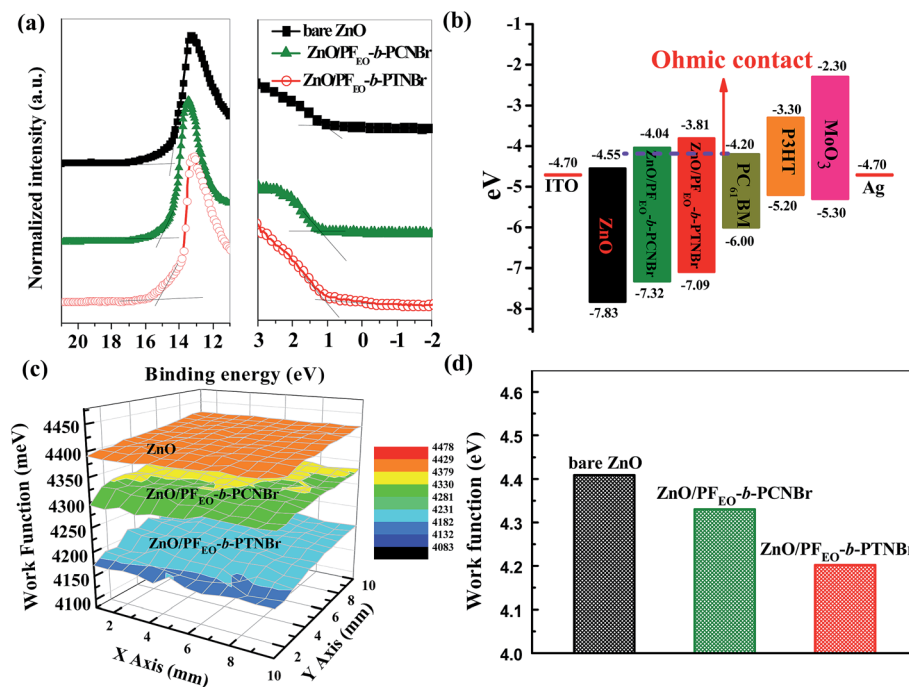 (a)
Normalized intensity (a.u.)
bare ZnO
ZnO/PFEO-b-PCNBr
ZnO/PFEO-b-PTNBr
20 18 16 14 12 3 2 1 0 -1 -2
Binding energy (eV)
(b)
eV
-1
-2
-3
-4
-5
-6
-7
-8
Ohmic contact
-4.70
ITO
-4.55
ZnO
-7.83
-4.04
ZnO/PFEO-b-PCNBr
-7.32
-3.81
ZnO/PFEO-b-PTNBr
-7.09
-4.20
PC61BM
-6.00
-3.30
P3HT
-5.20
-2.30
MoO3
-5.30
-4.70
Ag
(c)
Work Function (meV)
4450
4400
4350
4300
4250
4200
4150
4100
ZnO
ZnO/PFEO-b-PCNBr
ZnO/PFEO-b-PTNBr
2 4 6 8 10
X Axis (mm)
2 4 6 8 10
Y Axis (mm)
4478
4429
4379
4330
4281
4231
4182
4132
4083
(d)
Work function (eV)
4.6
4.5
4.4
4.3
4.2
4.1
4.0
bare ZnO
ZnO/PFEO-b-PCNBr
ZnO/PFEO-b-PTNBr